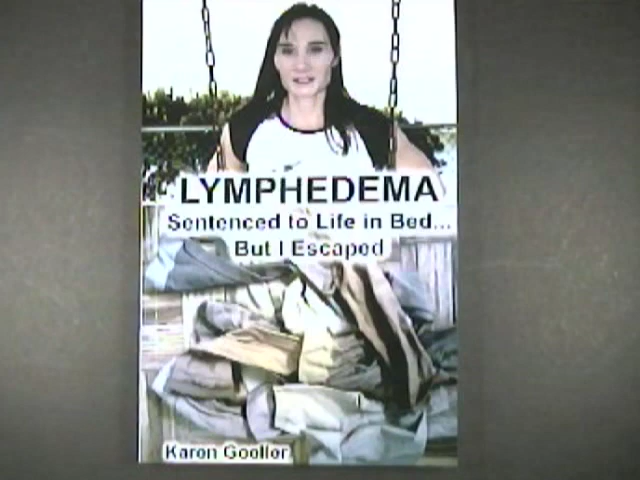 LYMPHEDEMA
Sentenced to Life in Bed...
But I Escaped
Karen Goeller